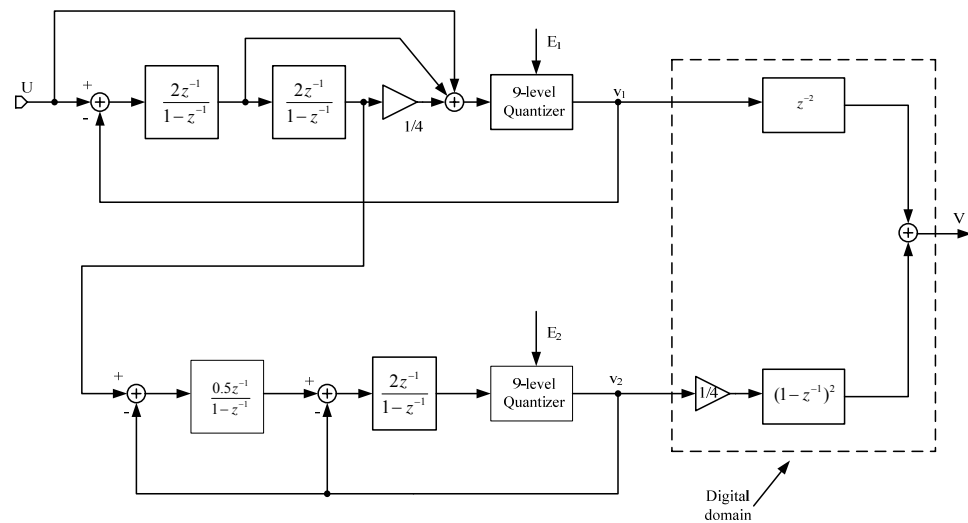 E₁
U
+
-
2z⁻¹
1 − z⁻¹
2z⁻¹
1 − z⁻¹
1/4
+
9-level
Quantizer
v₁
z⁻²
V
E₂
+
-
0.5z⁻¹
1 − z⁻¹
+
-
2z⁻¹
1 − z⁻¹
9-level
Quantizer
v₂
1/4
(1 − z⁻¹)²
+
Digital
domain